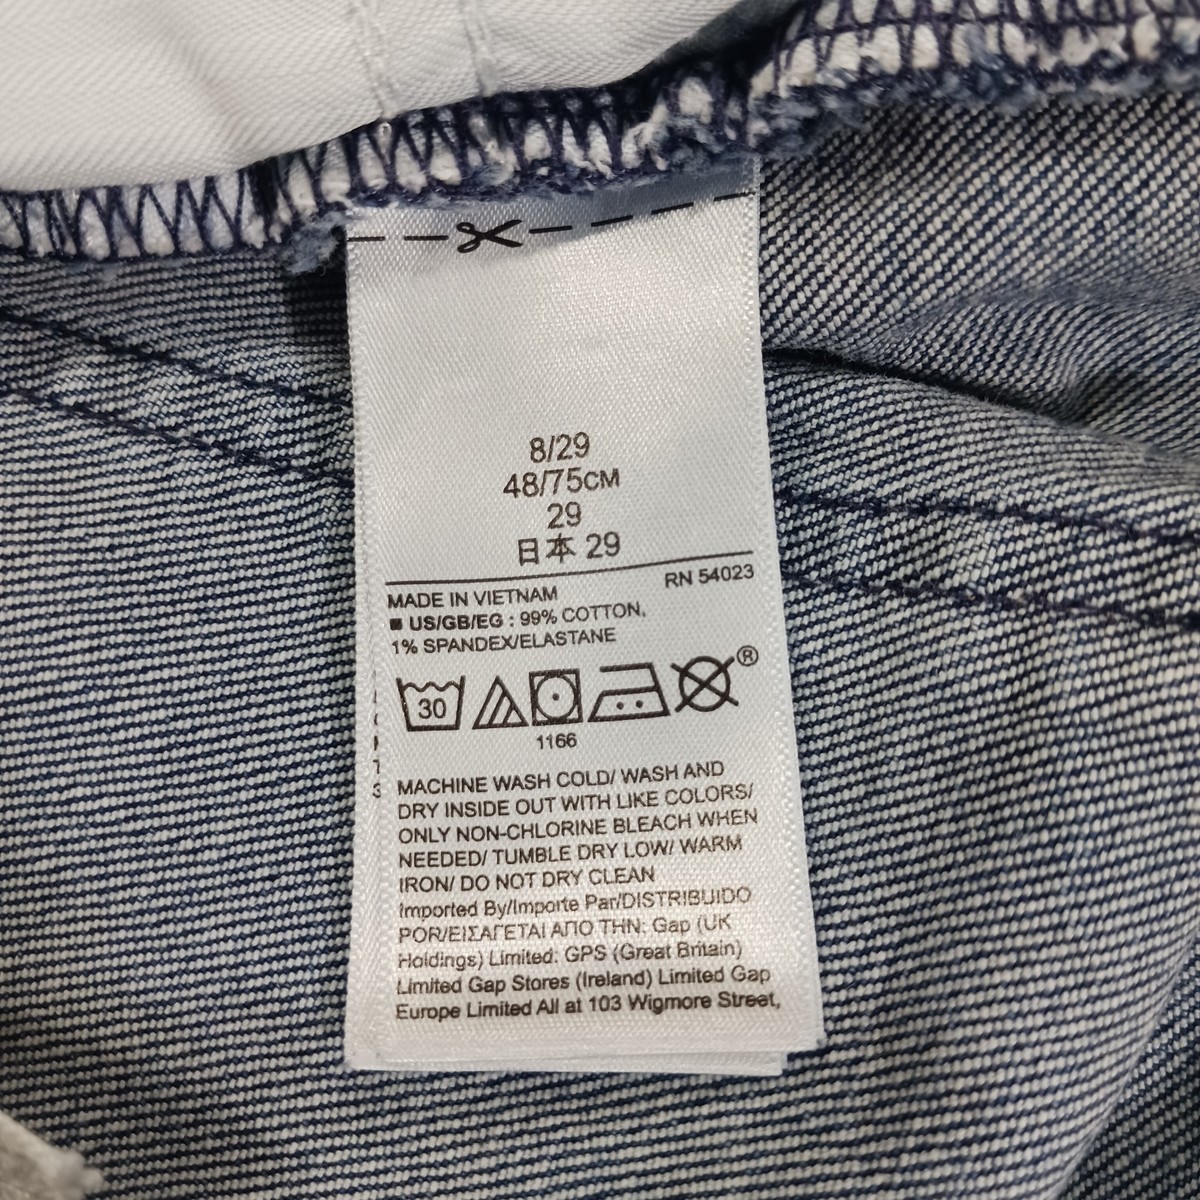 8/29
48/75CM
29
日本 29
RN 54023
MADE IN VIETNAM
■ US/GB/EG : 99% COTTON,
1% SPANDEX/ELASTANE
30
®
1166
MACHINE WASH COLD/ WASH AND
DRY INSIDE OUT WITH LIKE COLORS/
ONLY NON-CHLORINE BLEACH WHEN
NEEDED/ TUMBLE DRY LOW/ WARM
IRON/ DO NOT DRY CLEAN
Imported By/Importe Par/DISTRIBUIDO
POR/ΕΙΣΑΓΕΤΑΙ ΑΠΟ ΤΗΝ: Gap (UK
Holdings) Limited: GPS (Great Britain)
Limited Gap Stores (Ireland) Limited Gap
Europe Limited All at 103 Wigmore Street,